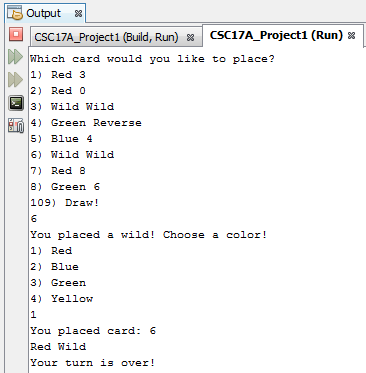 Output
CSC17A_Project1 (Build, Run)
CSC17A_Project1 (Run)
Which card would you like to place?
1) Red 3
2) Red 0
3) Wild Wild
4) Green Reverse
5) Blue 4
6) Wild Wild
7) Red 8
8) Green 6
109) Draw!
6
You placed a wild! Choose a color!
1) Red
2) Blue
3) Green
4) Yellow
1
You placed card: 6
Red Wild
Your turn is over!